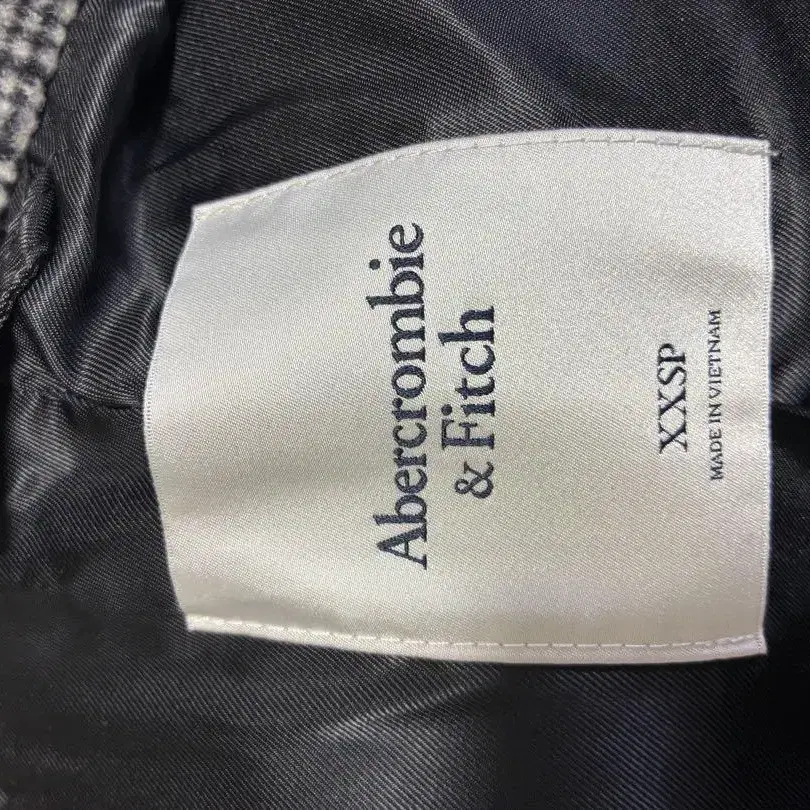 Abercrombie
& Fitch
XXSP
MADE IN VIETNAM